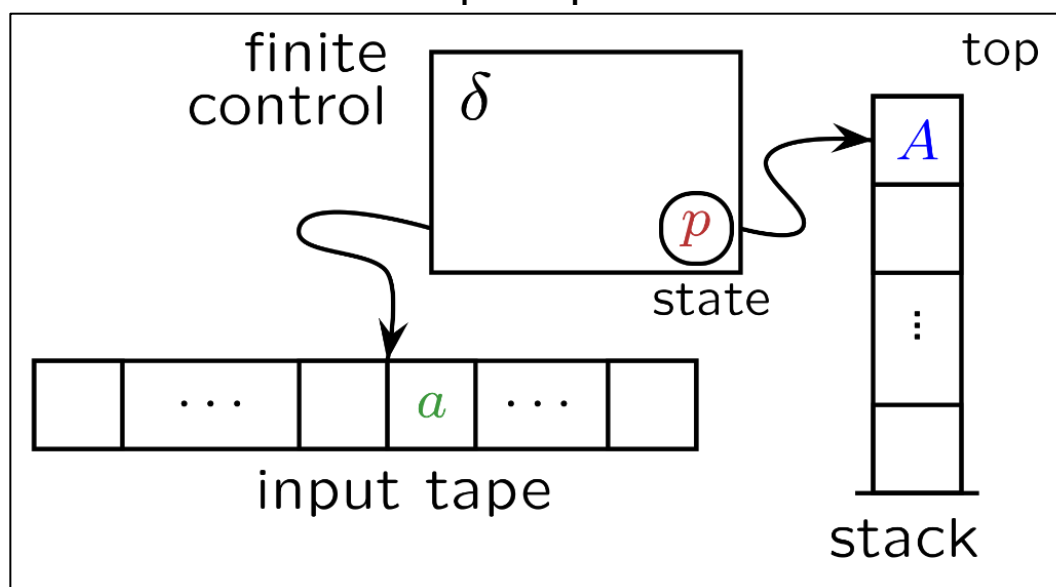 finite
control
δ
top
A
p
state
⋮
··· a ···
input tape
stack